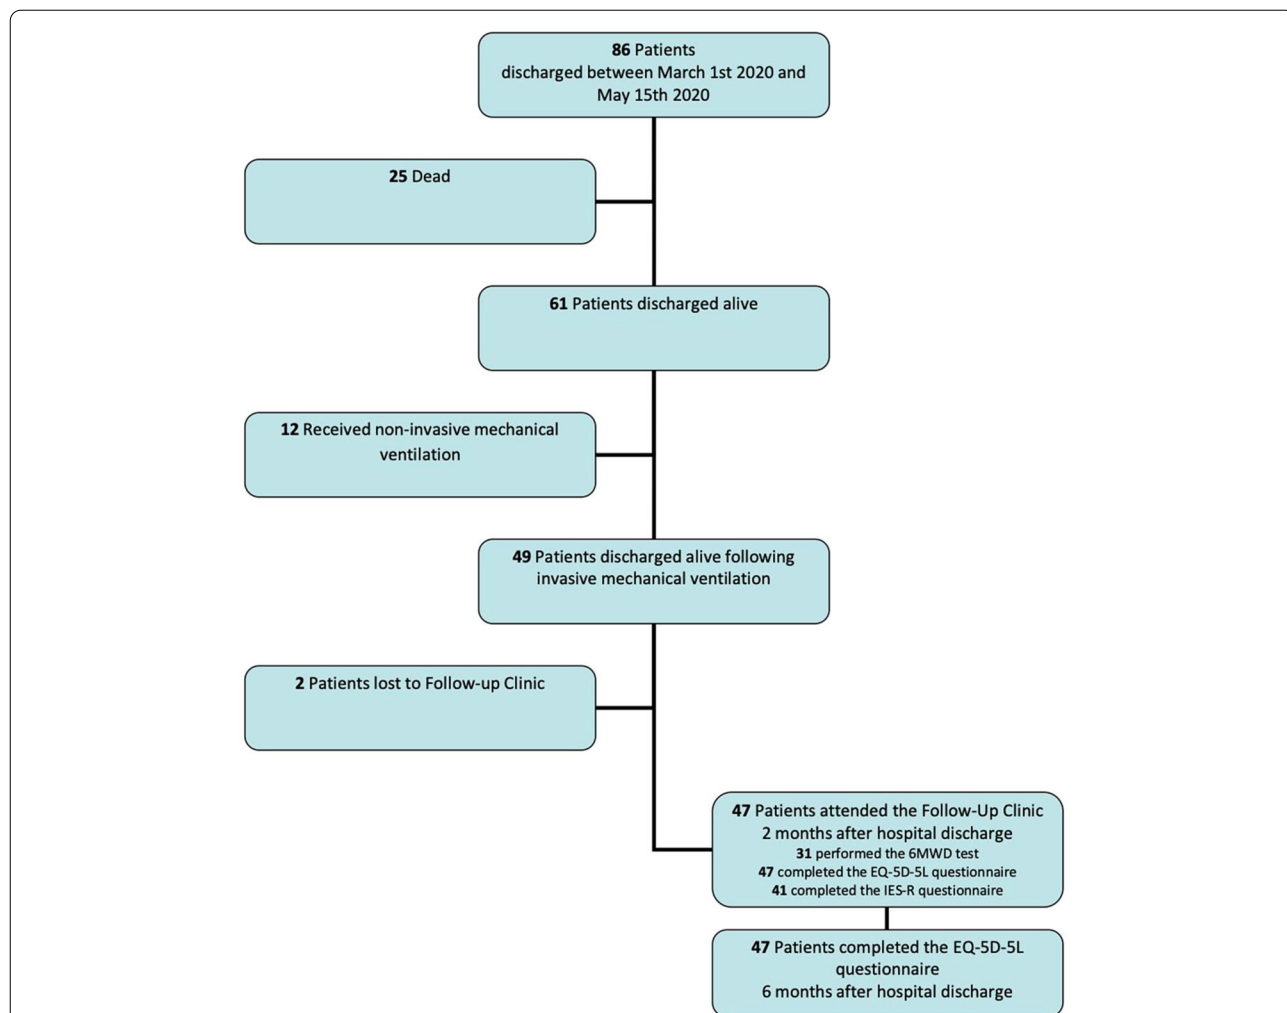 86 Patients
discharged between March 1st 2020 and
May 15th 2020
25 Dead
61 Patients discharged alive
12 Received non-invasive mechanical
ventilation
49 Patients discharged alive following
invasive mechanical ventilation
2 Patients lost to Follow-up Clinic
47 Patients attended the Follow-Up Clinic
2 months after hospital discharge
31 performed the 6MWD test
47 completed the EQ-5D-5L questionnaire
41 completed the IES-R questionnaire
47 Patients completed the EQ-5D-5L
questionnaire
6 months after hospital discharge